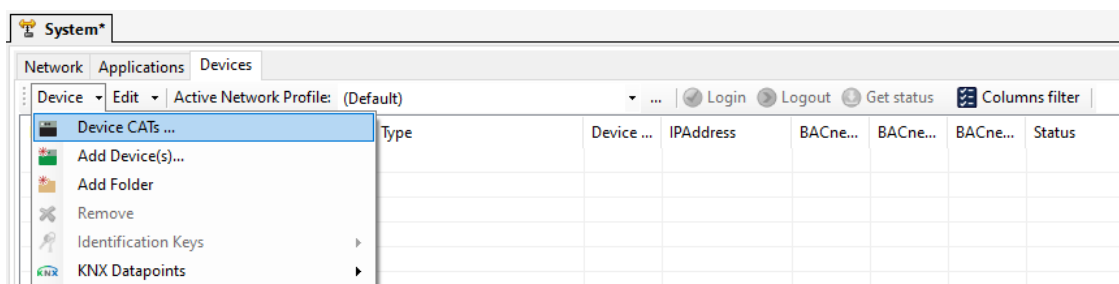 System*
Network Applications Devices
Device Edit Active Network Profile: (Default) ... Login Logout Get status Columns filter
Device CATs ... Type Device ... IPAddress BACne... BACne... BACne... Status
Add Device(s)...
Add Folder
Remove
Identification Keys
KNX KNX Datapoints